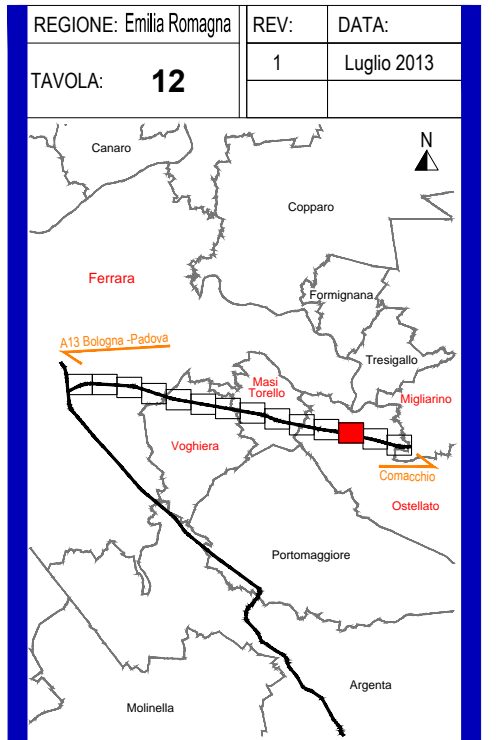 REGIONE: Emilia Romagna
REV:
DATA:
TAVOLA: 12
1
Luglio 2013
Canaro
N
Copparo
Ferrara
Formignana
A13 Bologna -Padova
Tresigallo
Masi
Torello
Migliarino
Voghiera
Comacchio
Ostellato
Portomaggiore
Argenta
Molinella